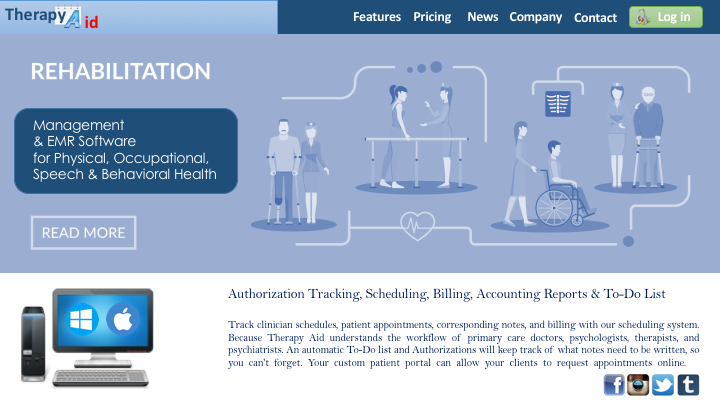 Therapy Aid
Features Pricing News Company Contact Log in
REHABILITATION
Management
& EMR Software
for Physical, Occupational,
Speech & Behavioral Health
READ MORE
Authorization Tracking, Scheduling, Billing, Accounting Reports & To-Do List
Track clinician schedules, patient appointments, corresponding notes, and billing with our scheduling system.
Because Therapy Aid understands the workflow of primary care doctors, psychologists, therapists, and
psychiatrists. An automatic To-Do list and Authorizations will keep track of what notes need to be written, so
you can't forget. Your custom patient portal can allow your clients to request appointments online.